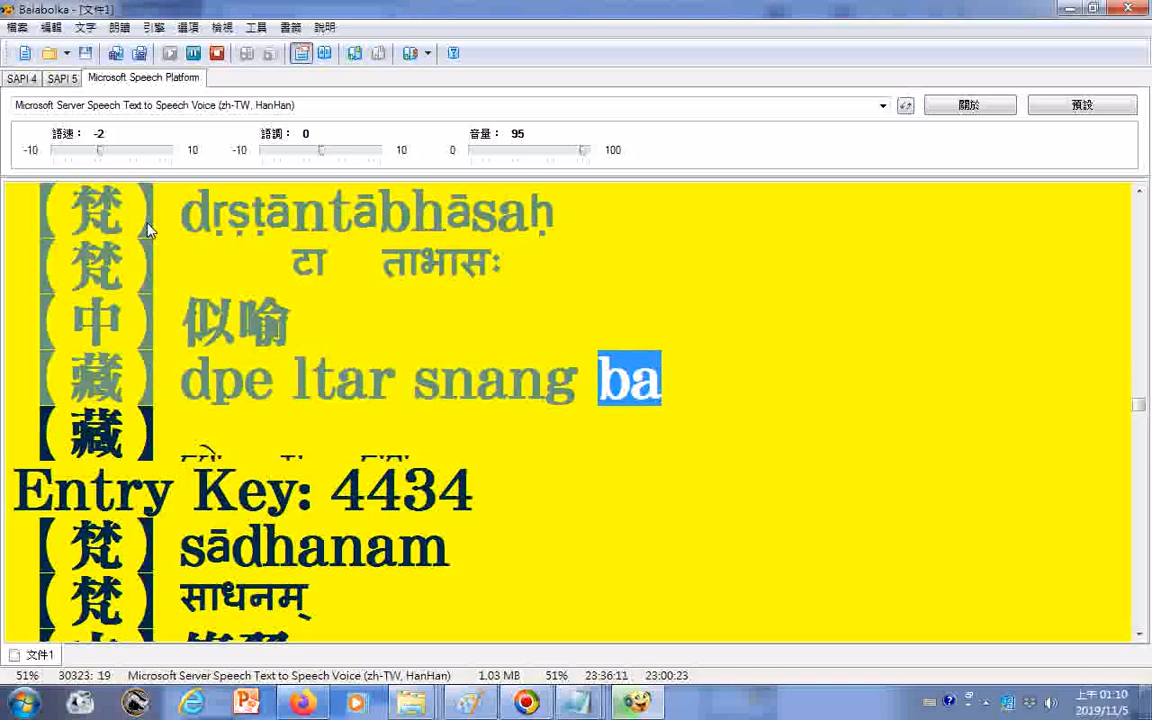 Balabolka - [文件1]
檔案 編輯 文字 朗讀 引擎 選項 檢視 工具 書籤 說明
SAPI 4 SAPI 5 Microsoft Speech Platform
Microsoft Server Speech Text to Speech Voice (zh-TW, HanHan)
關於 預設
語速： -2 語調： 0 音量： 95
-10 10 -10 10 0 100
【梵】 dṛṣṭāntābhāsaḥ
【梵】 टा ताभासः
【中】 似喻
【藏】 dpe ltar snang ba
【藏】
Entry Key: 4434
【梵】 sādhanam
【梵】 साधनम्
文件1
51% 30323: 19 Microsoft Server Speech Text to Speech Voice (zh-TW, HanHan) 1.03 MB 51% 23:36:11 23:00:23
上午 01:10
2019/11/5